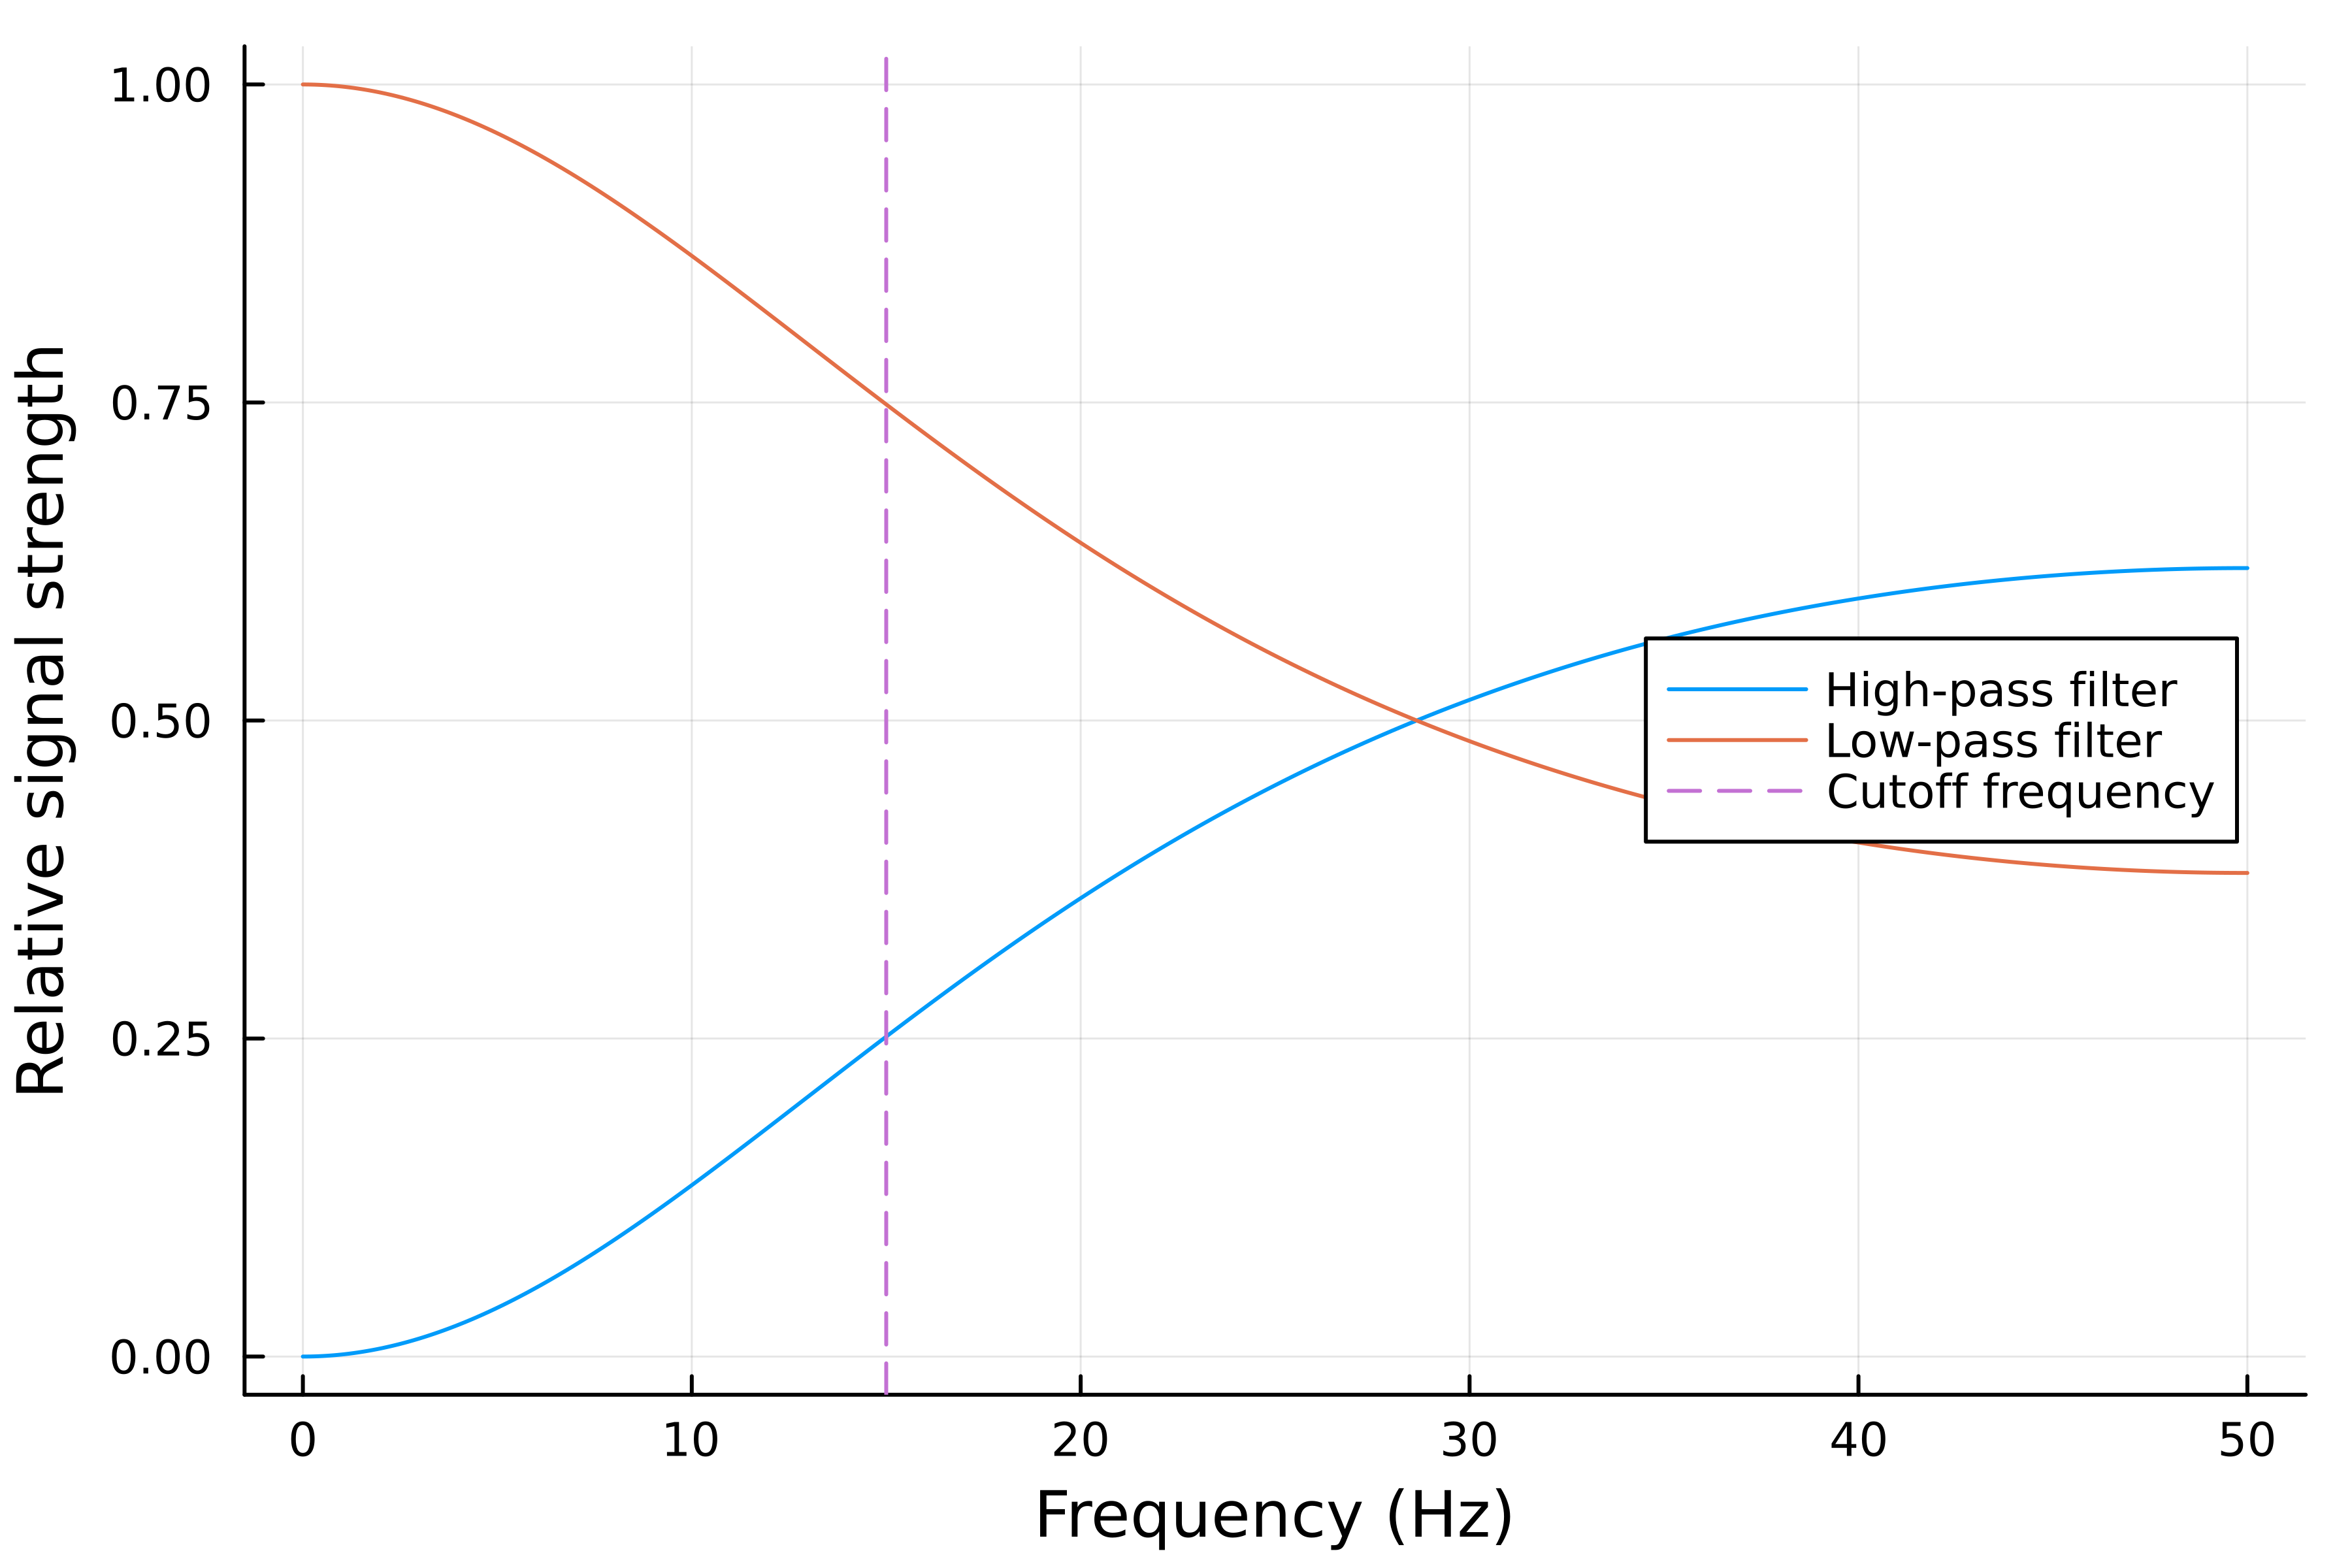 Relative signal strength
1.00
0.75
0.50
0.25
0.00
High-pass filter
Low-pass filter
Cutoff frequency
0 10 20 30 40 50
Frequency (Hz)